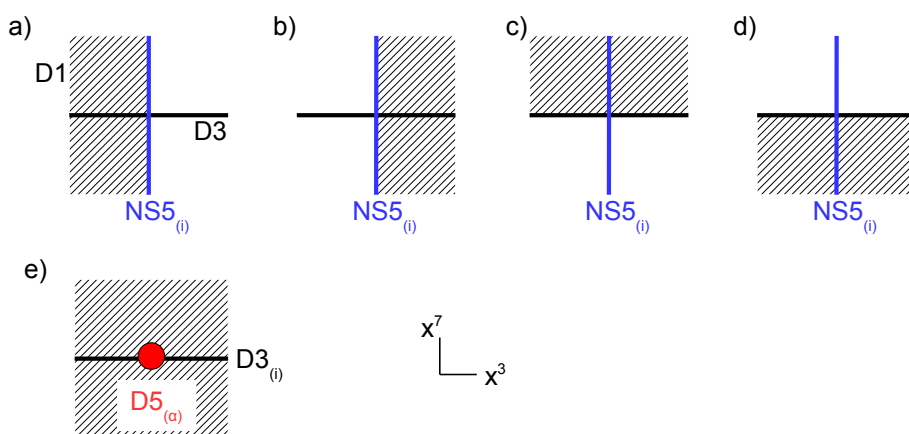 a)
b)
c)
d)
D1
D3
NS5(i)
NS5(i)
NS5(i)
NS5(i)
e)
D3(i)
D5(α)
x⁷
x³